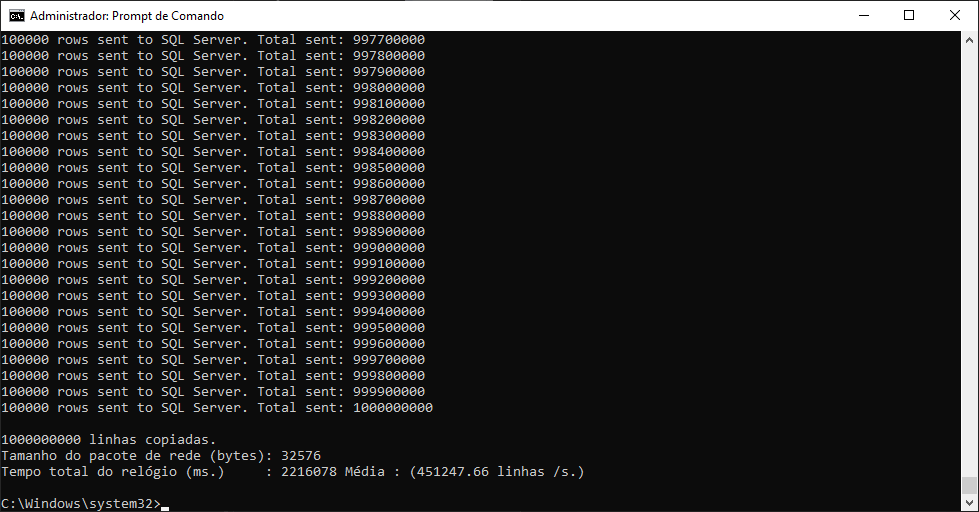 Administrador: Prompt de Comando
100000 rows sent to SQL Server. Total sent: 997700000
100000 rows sent to SQL Server. Total sent: 997800000
100000 rows sent to SQL Server. Total sent: 997900000
100000 rows sent to SQL Server. Total sent: 998000000
100000 rows sent to SQL Server. Total sent: 998100000
100000 rows sent to SQL Server. Total sent: 998200000
100000 rows sent to SQL Server. Total sent: 998300000
100000 rows sent to SQL Server. Total sent: 998400000
100000 rows sent to SQL Server. Total sent: 998500000
100000 rows sent to SQL Server. Total sent: 998600000
100000 rows sent to SQL Server. Total sent: 998700000
100000 rows sent to SQL Server. Total sent: 998800000
100000 rows sent to SQL Server. Total sent: 998900000
100000 rows sent to SQL Server. Total sent: 999000000
100000 rows sent to SQL Server. Total sent: 999100000
100000 rows sent to SQL Server. Total sent: 999200000
100000 rows sent to SQL Server. Total sent: 999300000
100000 rows sent to SQL Server. Total sent: 999400000
100000 rows sent to SQL Server. Total sent: 999500000
100000 rows sent to SQL Server. Total sent: 999600000
100000 rows sent to SQL Server. Total sent: 999700000
100000 rows sent to SQL Server. Total sent: 999800000
100000 rows sent to SQL Server. Total sent: 999900000
100000 rows sent to SQL Server. Total sent: 1000000000
1000000000 linhas copiadas.
Tamanho do pacote de rede (bytes): 32576
Tempo total do relógio (ms.)     : 2216078 Média : (451247.66 linhas /s.)
C:\Windows\system32>